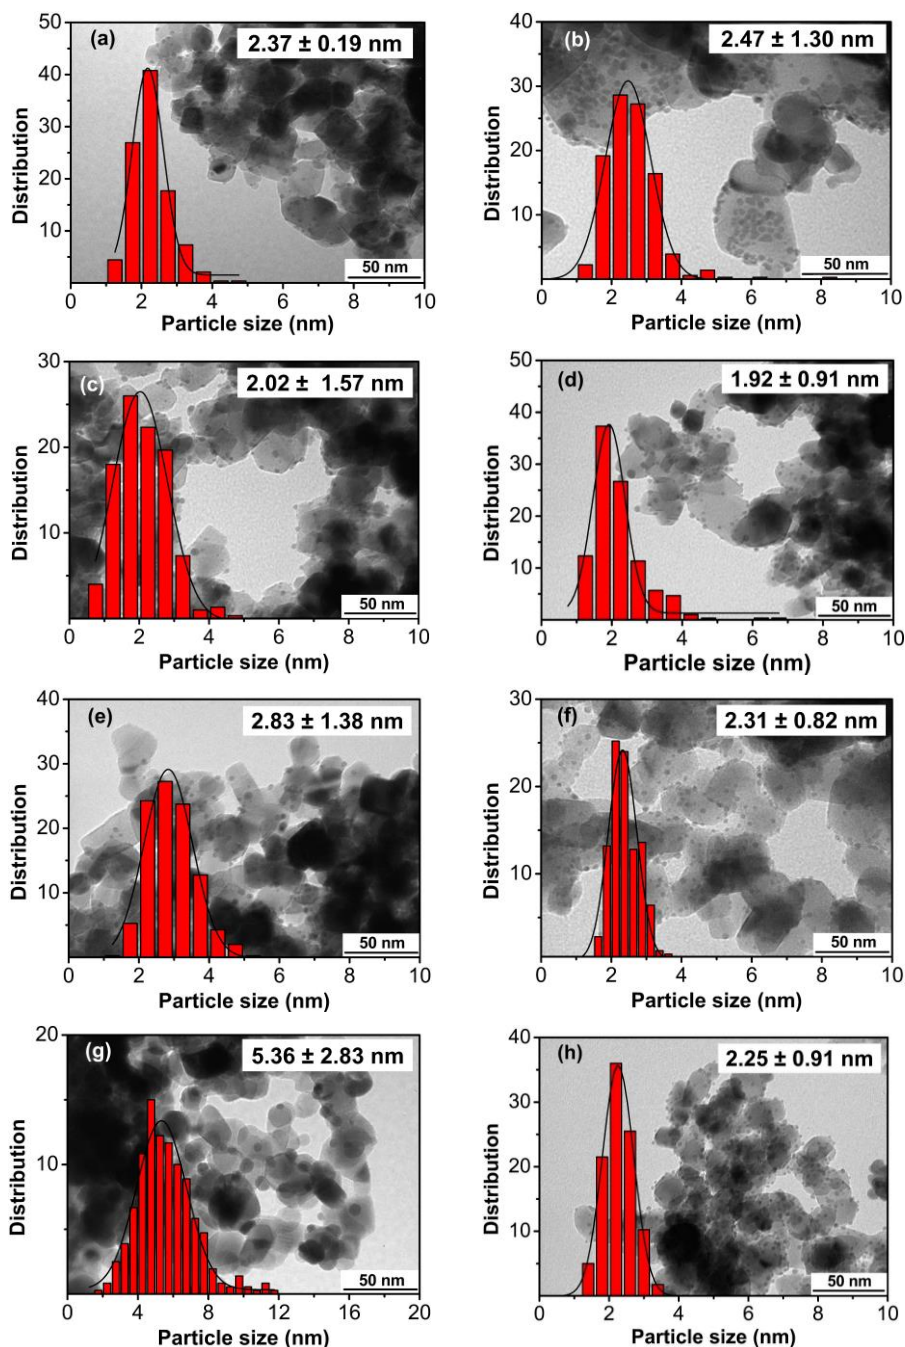 (a)
2.37 ± 0.19 nm
Distribution
50
40
30
20
10
50 nm
0 2 4 6 8 10
Particle size (nm)
(b)
2.47 ± 1.30 nm
Distribution
40
30
20
10
50 nm
0 2 4 6 8 10
Particle size (nm)
(c)
2.02 ± 1.57 nm
Distribution
30
20
10
50 nm
0 2 4 6 8 10
Particle size (nm)
(d)
1.92 ± 0.91 nm
Distribution
50
40
30
20
10
50 nm
0 2 4 6 8 10
Particle size (nm)
(e)
2.83 ± 1.38 nm
Distribution
40
30
20
10
50 nm
0 2 4 6 8 10
Particle size (nm)
(f)
2.31 ± 0.82 nm
Distribution
30
20
10
50 nm
0 2 4 6 8 10
Particle size (nm)
(g)
5.36 ± 2.83 nm
Distribution
20
10
50 nm
0 4 8 12 16 20
Particle size (nm)
(h)
2.25 ± 0.91 nm
Distribution
40
30
20
10
50 nm
0 2 4 6 8 10
Particle size (nm)